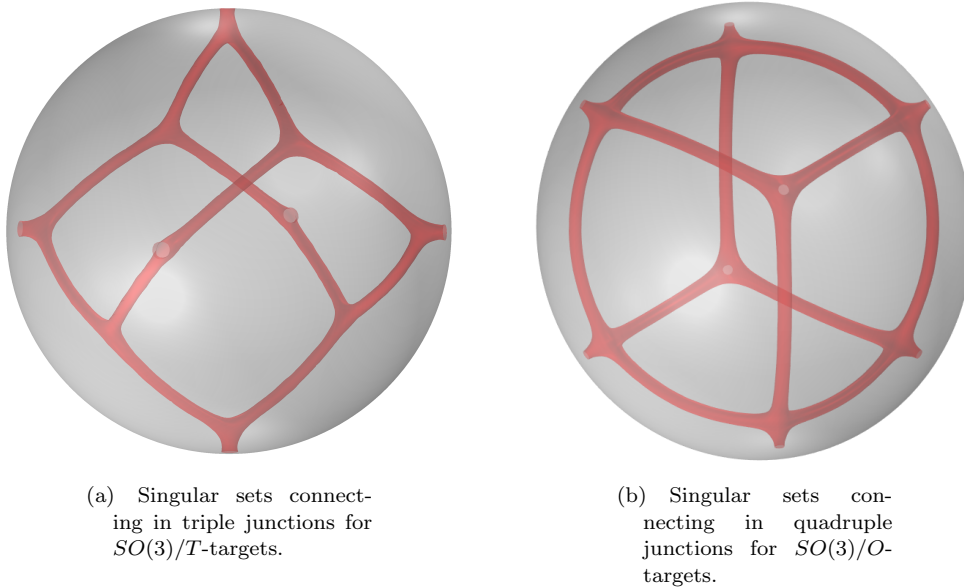 (a) Singular sets connect-
ing in triple junctions for
SO(3)/T-targets.
(b) Singular sets con-
necting in quadruple
junctions for SO(3)/O-
targets.